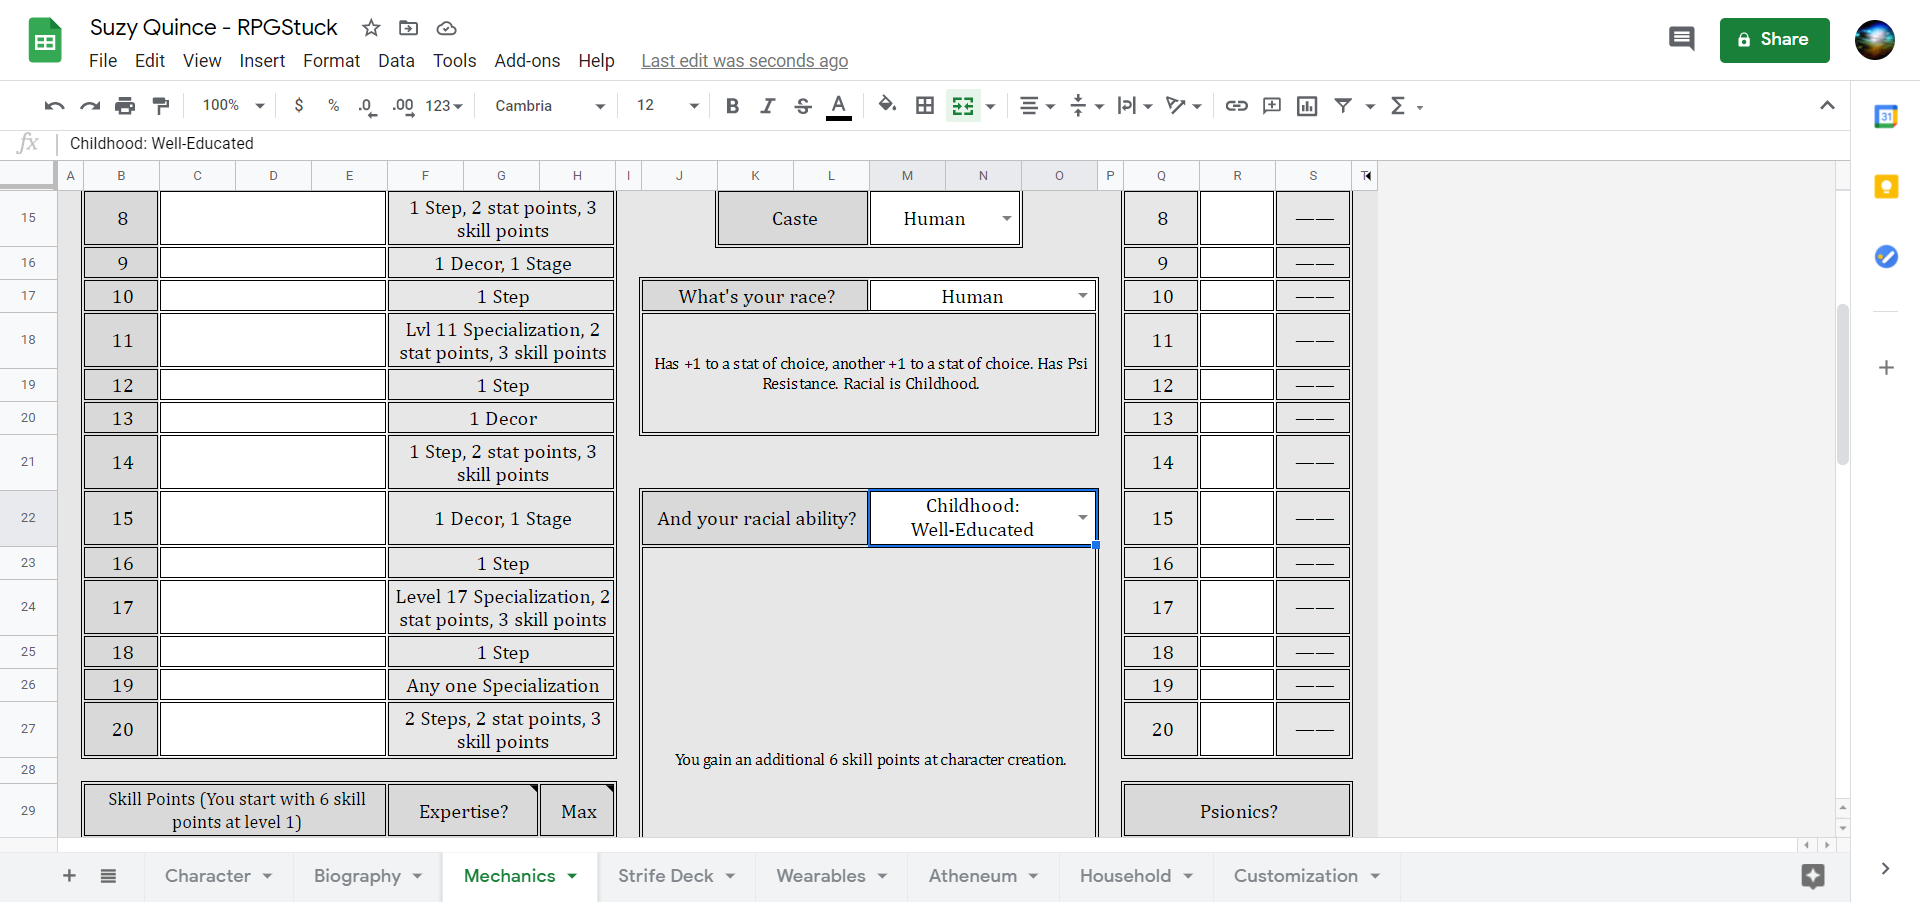 Suzy Quince - RPGStuck
File Edit View Insert Format Data Tools Add-ons Help Last edit was seconds ago
Share
100% $ % .0 .00 123 Cambria 12 B I S A
31
fx Childhood: Well-Educated
A B C D E F G H I J K L M N O P Q R S T
15 8 1 Step, 2 stat points, 3
skill points
Caste Human 8 ——
16 9 1 Decor, 1 Stage 9 ——
17 10 1 Step What's your race? Human 10 ——
18 11 Lvl 11 Specialization, 2
stat points, 3 skill points
11 ——
Has +1 to a stat of choice, another +1 to a stat of choice. Has Psi
Resistance. Racial is Childhood.
19 12 1 Step 12 ——
20 13 1 Decor 13 ——
21 14 1 Step, 2 stat points, 3
skill points
14 ——
22 15 1 Decor, 1 Stage And your racial ability? Childhood:
Well-Educated
15 ——
23 16 1 Step 16 ——
24 17 Level 17 Specialization, 2
stat points, 3 skill points
17 ——
25 18 1 Step 18 ——
26 19 Any one Specialization 19 ——
27 20 2 Steps, 2 stat points, 3
skill points
20 ——
You gain an additional 6 skill points at character creation.
28
29 Skill Points (You start with 6 skill
points at level 1)
Expertise? Max Psionics?
Character Biography Mechanics Strife Deck Wearables Atheneum Household Customization